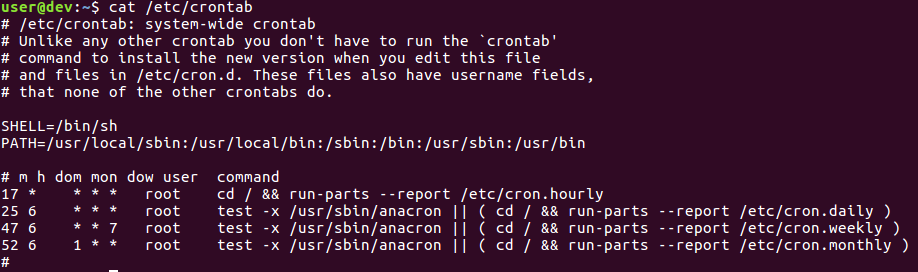 user@dev:~$ cat /etc/crontab
# /etc/crontab: system-wide crontab
# Unlike any other crontab you don't have to run the `crontab'
# command to install the new version when you edit this file
# and files in /etc/cron.d. These files also have username fields,
# that none of the other crontabs do.

SHELL=/bin/sh
PATH=/usr/local/sbin:/usr/local/bin:/sbin:/bin:/usr/sbin:/usr/bin

# m h dom mon dow user  command
17 *    * * *   root    cd / && run-parts --report /etc/cron.hourly
25 6    * * *   root    test -x /usr/sbin/anacron || ( cd / && run-parts --report /etc/cron.daily )
47 6    * * 7   root    test -x /usr/sbin/anacron || ( cd / && run-parts --report /etc/cron.weekly )
52 6    1 * *   root    test -x /usr/sbin/anacron || ( cd / && run-parts --report /etc/cron.monthly )
#